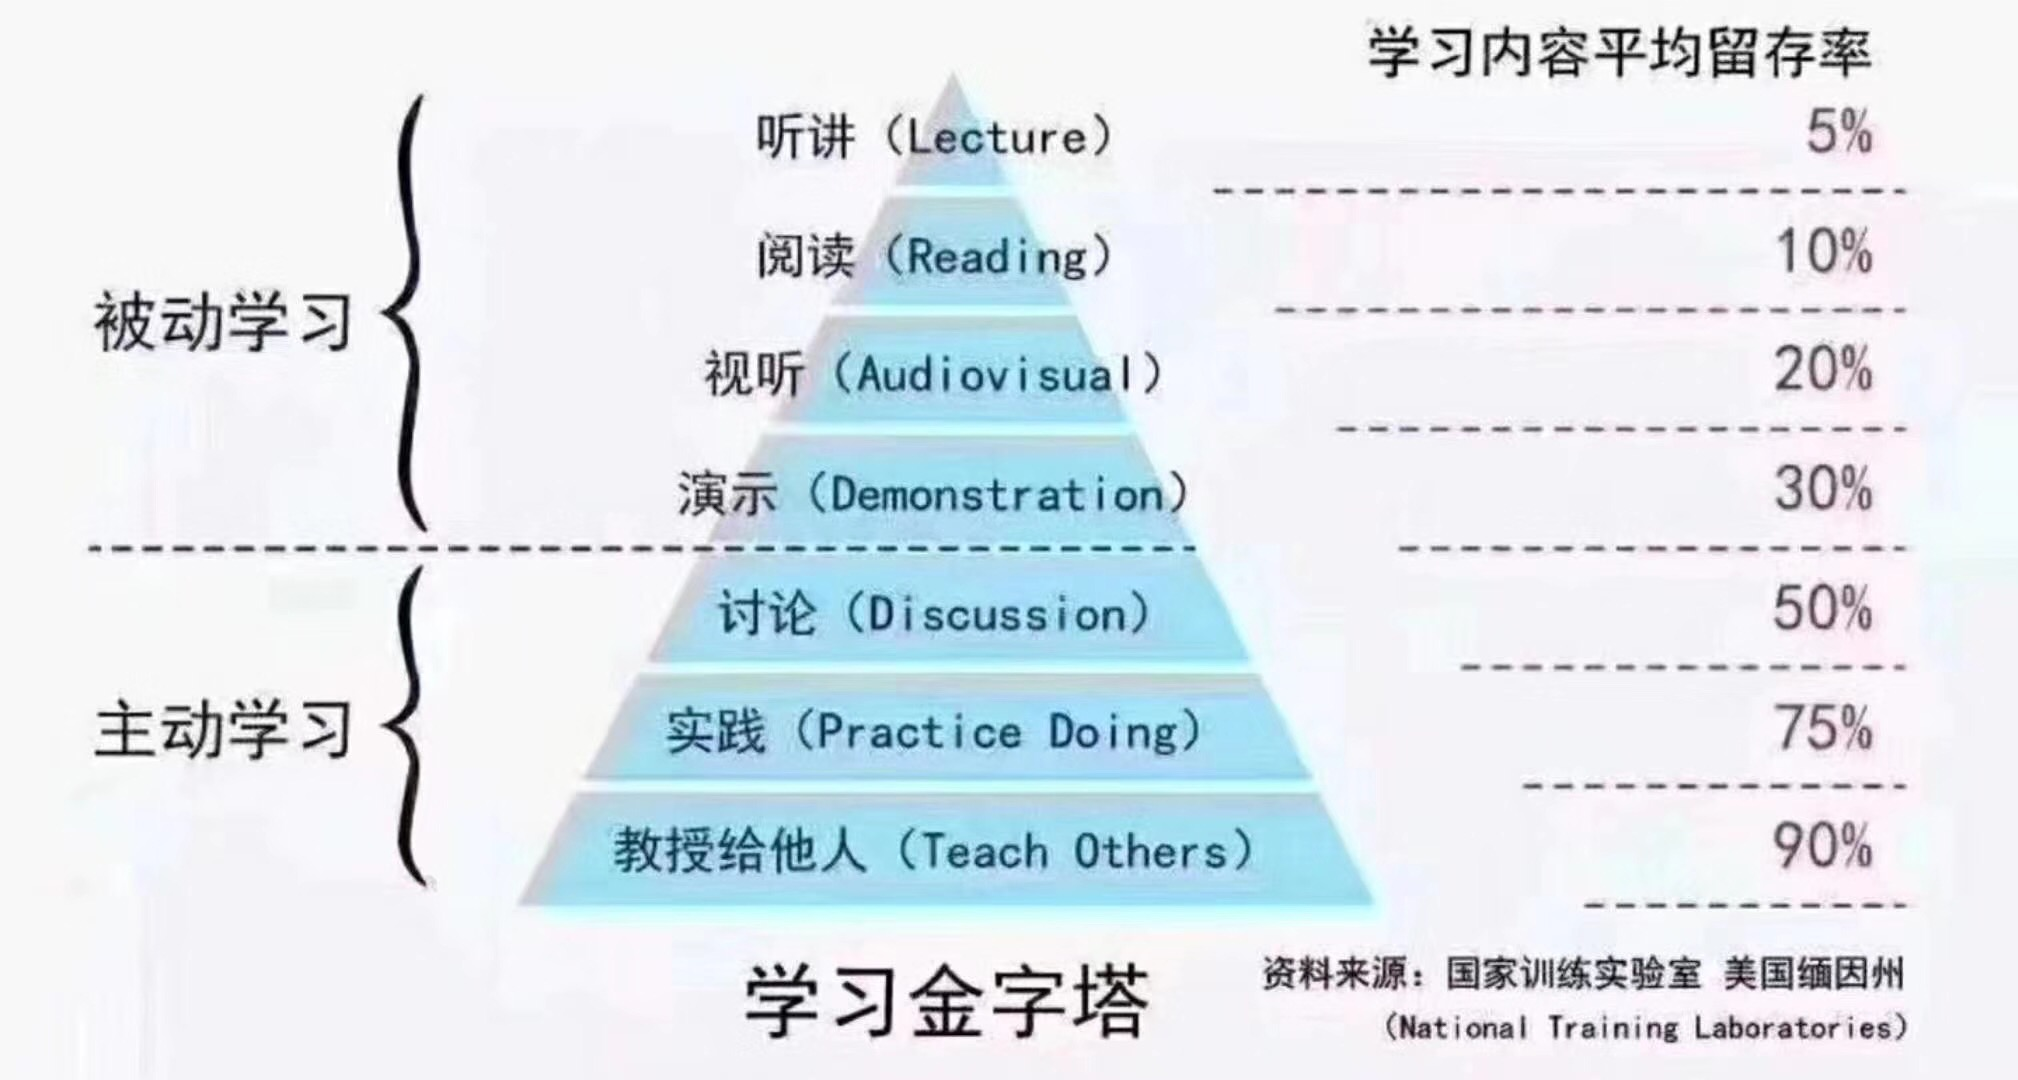 学习内容平均留存率
听讲（Lecture） 5%
阅读（Reading） 10%
被动学习
视听（Audiovisual） 20%
演示（Demonstration） 30%
讨论（Discussion） 50%
主动学习
实践（Practice Doing） 75%
教授给他人（Teach Others） 90%
学习金字塔
资料来源：国家训练实验室 美国缅因州
（National Training Laboratories）